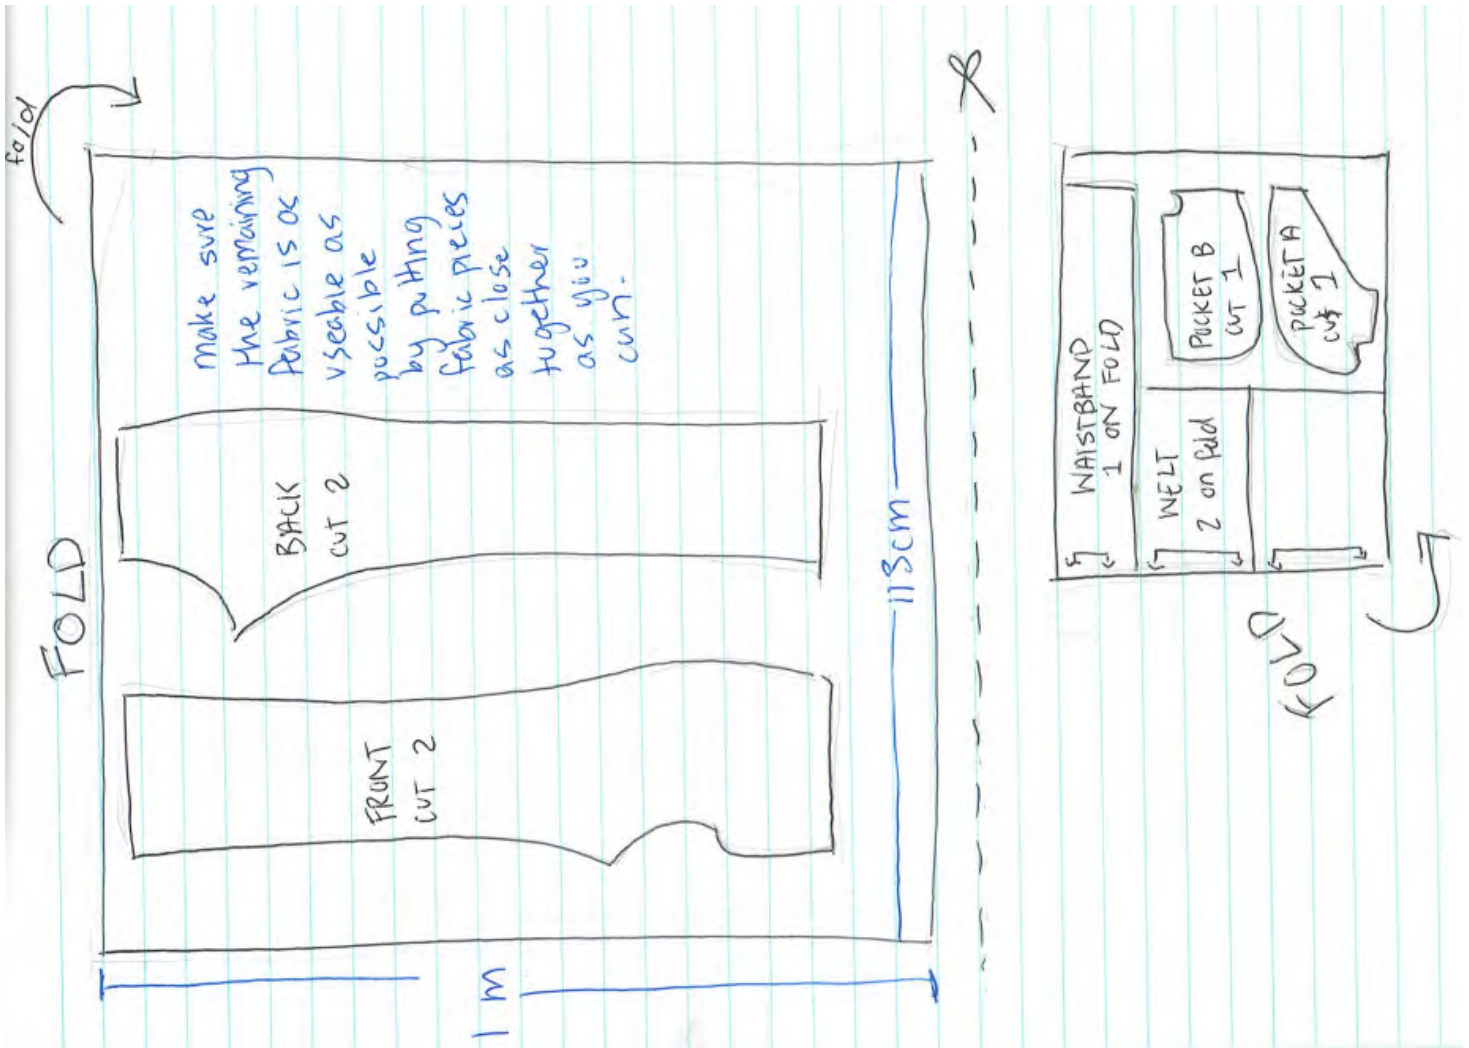 fold
FOLD
make sure
the remaining
fabric is as
useable as
possible
by putting
fabric pieces
as close
together
as you
can.
BACK
CUT 2
FRONT
CUT 2
113cm
1 m
WAISTBAND
1 ON FOLD
POCKET B
CUT 1
POCKET A
CUT 1
WELT
2 on fold
FOLD